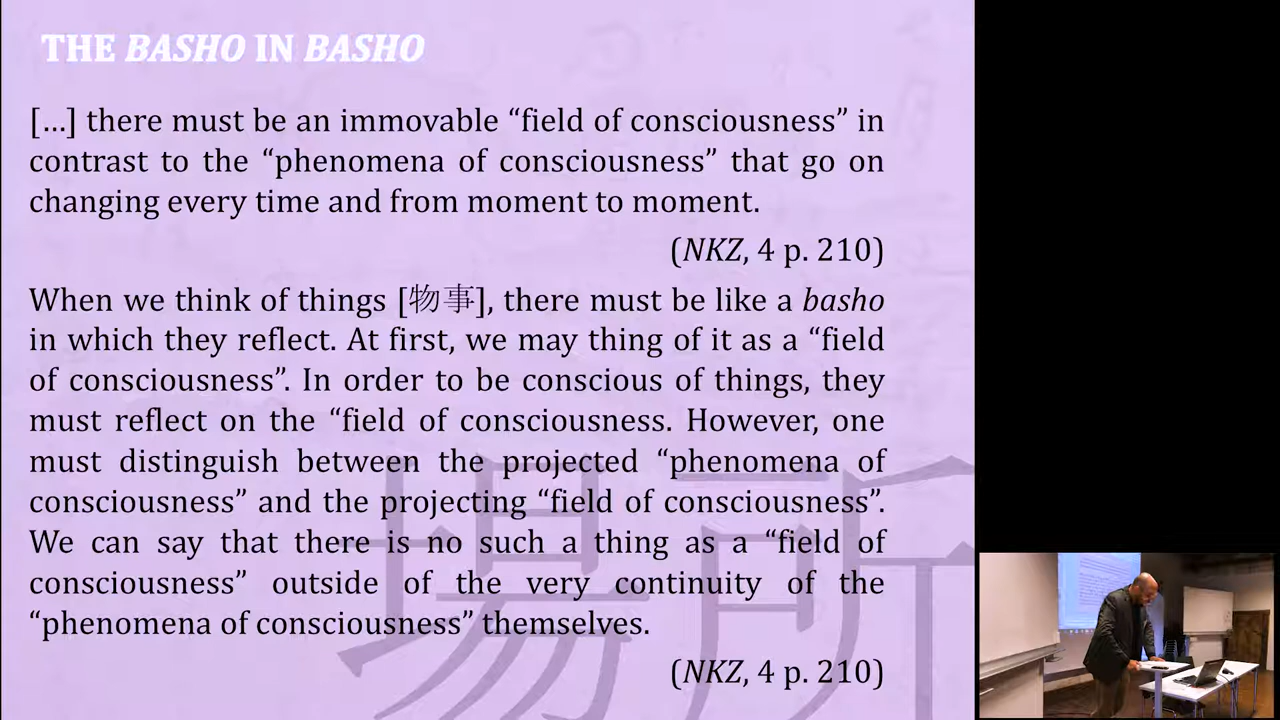 THE BASHO IN BASHO
[…] there must be an immovable “field of consciousness” in
contrast to the “phenomena of consciousness” that go on
changing every time and from moment to moment.
(NKZ, 4 p. 210)
When we think of things [物事], there must be like a basho
in which they reflect. At first, we may thing of it as a “field
of consciousness”. In order to be conscious of things, they
must reflect on the “field of consciousness. However, one
must distinguish between the projected “phenomena of
consciousness” and the projecting “field of consciousness”.
We can say that there is no such a thing as a “field of
consciousness” outside of the very continuity of the
“phenomena of consciousness” themselves.
(NKZ, 4 p. 210)
場所